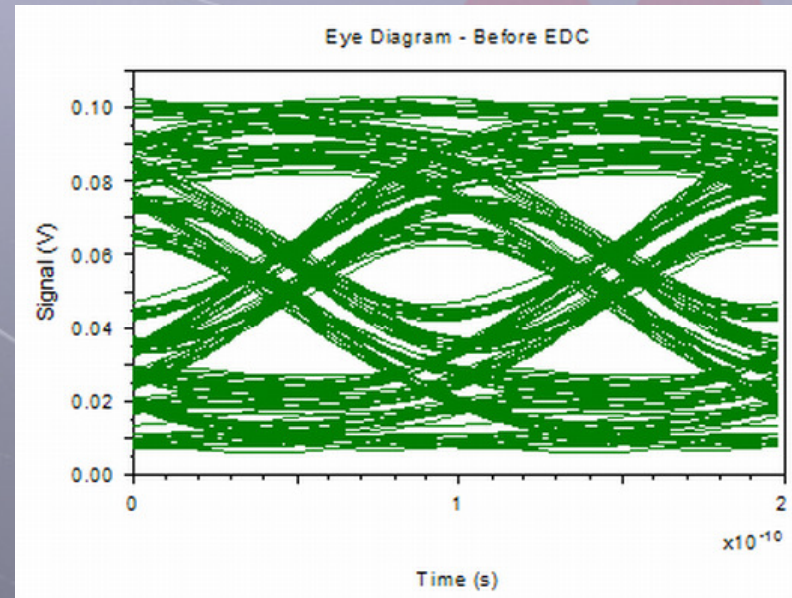 Eye Diagram - Before EDC
Signal (V)
0.10
0.08
0.06
0.04
0.02
0.00
0
1
2
x10⁻¹⁰
Time (s)